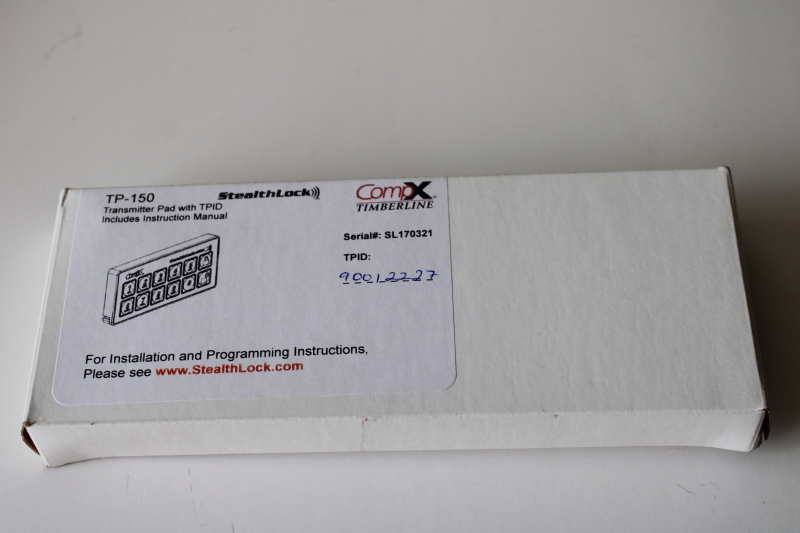 TP-150
StealthLock
Transmitter Pad with TPID
Includes Instruction Manual
CompX
TIMBERLINE
Serial#: SL170321
TPID:
90012227
CompX
For Installation and Programming Instructions,
Please see www.StealthLock.com